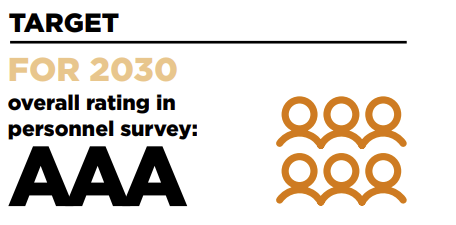 TARGET
FOR 2030
overall rating in
personnel survey:
AAA